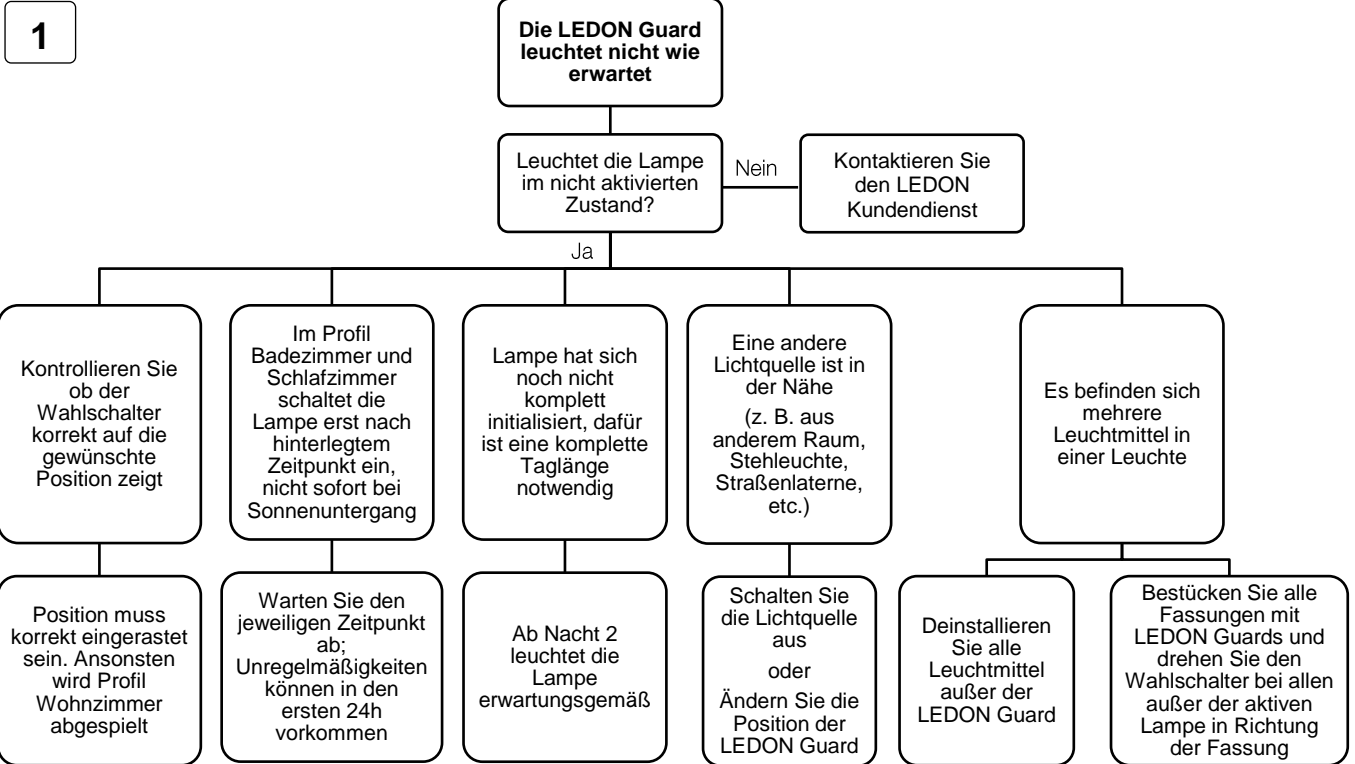 1
Die LEDON Guard
leuchtet nicht wie
erwartet
Leuchtet die Lampe
im nicht aktivierten
Zustand?
Nein
Kontaktieren Sie
den LEDON
Kundendienst
Ja
Kontrollieren Sie
ob der
Wahlschalter
korrekt auf die
gewünschte
Position zeigt
Im Profil
Badezimmer und
Schlafzimmer
schaltet die
Lampe erst nach
hinterlegtem
Zeitpunkt ein,
nicht sofort bei
Sonnenuntergang
Lampe hat sich
noch nicht
komplett
initialisiert, dafür
ist eine komplette
Taglänge
notwendig
Eine andere
Lichtquelle ist in
der Nähe
(z. B. aus
anderem Raum,
Stehleuchte,
Straßenlaterne,
etc.)
Es befinden sich
mehrere
Leuchtmittel in
einer Leuchte
Position muss
korrekt eingerastet
sein. Ansonsten
wird Profil
Wohnzimmer
abgespielt
Warten Sie den
jeweiligen Zeitpunkt
ab;
Unregelmäßigkeiten
können in den
ersten 24h
vorkommen
Ab Nacht 2
leuchtet die
Lampe
erwartungsgemäß
Schalten Sie
die Lichtquelle
aus
oder
Ändern Sie die
Position der
LEDON Guard
Deinstallieren
Sie alle
Leuchtmittel
außer der
LEDON Guard
Bestücken Sie alle
Fassungen mit
LEDON Guards und
drehen Sie den
Wahlschalter bei allen
außer der aktiven
Lampe in Richtung
der Fassung